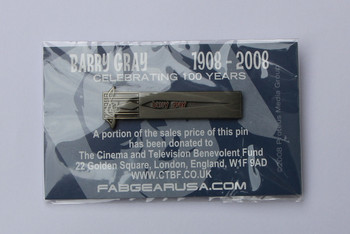 BARRY GRAY 1908 - 2008
CELEBRATING 100 YEARS
A portion of the sales price of this pin
has been donated to
The Cinema and Television Benevolent Fund
22 Golden Square, London, England, W1F 9AD
WWW.CTBF.CO.UK
FABGEARUSA.COM
Media Group